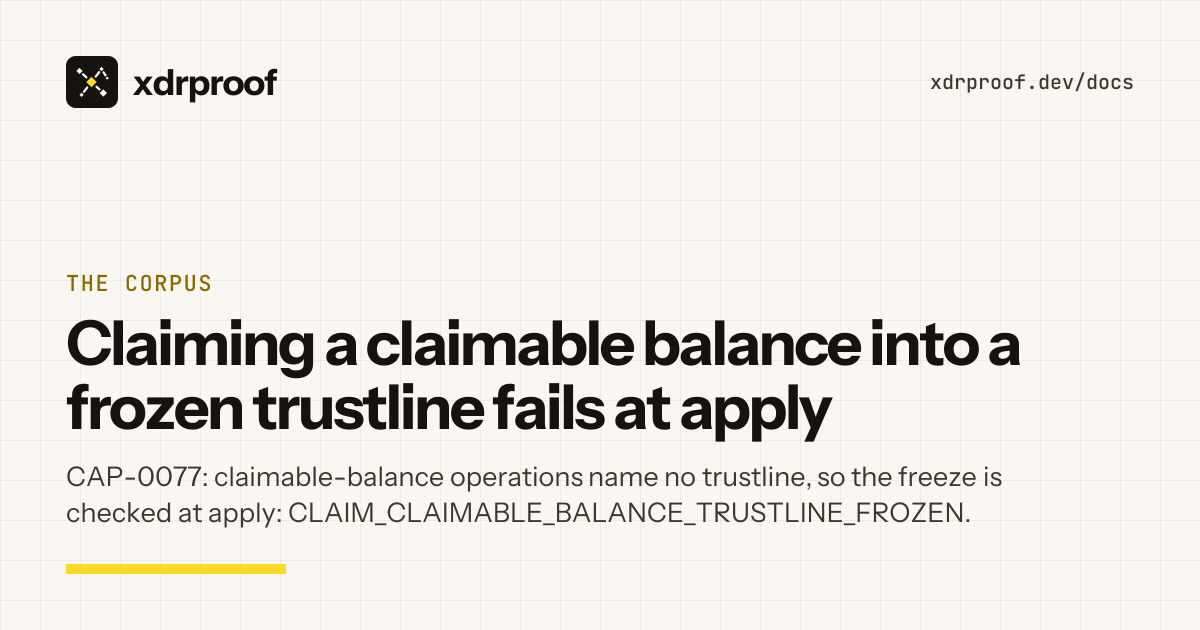 xdrproof
xdrproof.dev/docs
THE CORPUS
Claiming a claimable balance into a
frozen trustline fails at apply
CAP-0077: claimable-balance operations name no trustline, so the freeze is
checked at apply: CLAIM_CLAIMABLE_BALANCE_TRUSTLINE_FROZEN.